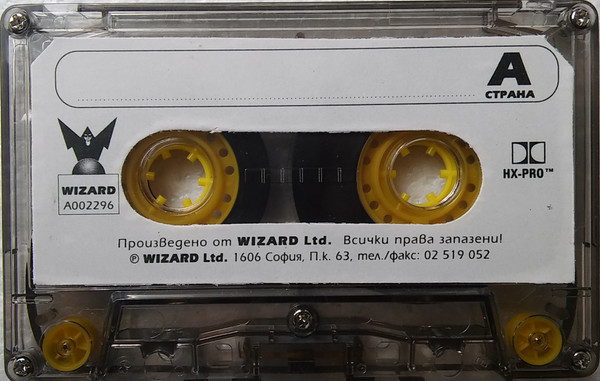 А
СТРАНА
WIZARD
A002296
HX-PRO™
Произведено от WIZARD Ltd. Всички права запазени!
℗ WIZARD Ltd. 1606 София, П.к. 63, тел./факс: 02 519 052